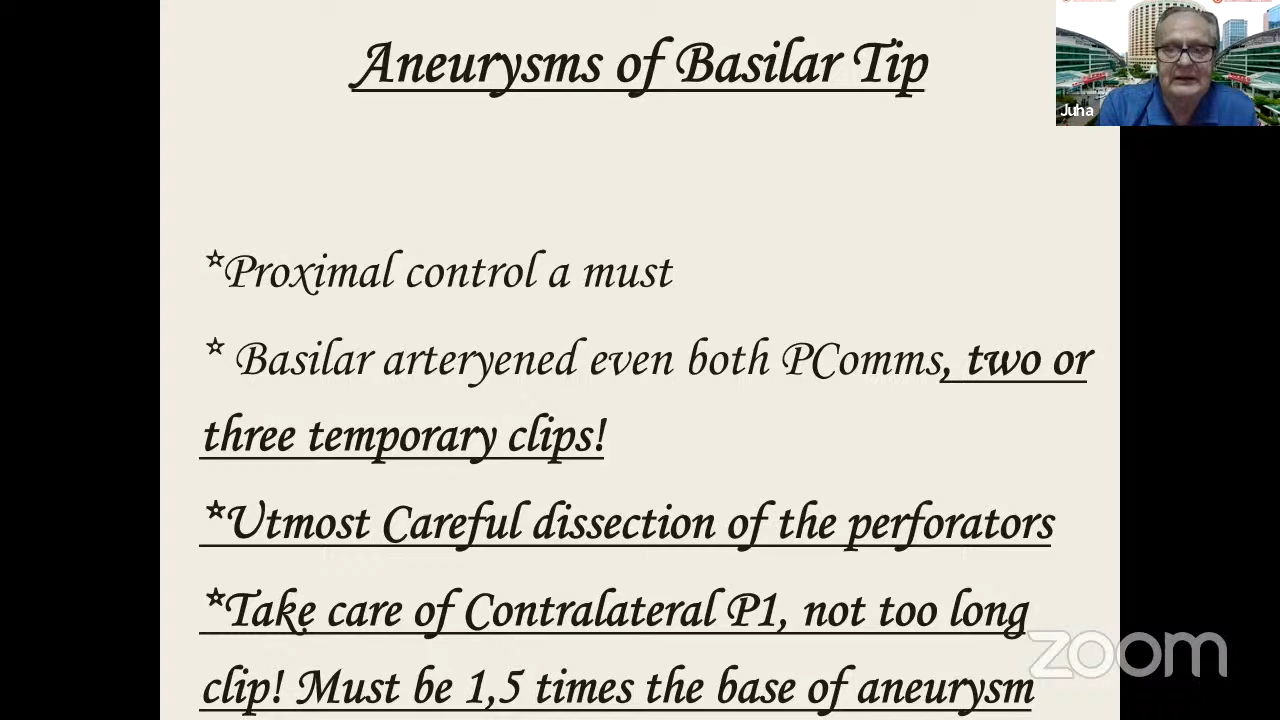 Aneurysms of Basilar Tip
Juha
*Proximal control a must
* Basilar arteryened even both PComms, two or
three temporary clips!
*Utmost Careful dissection of the perforators
*Take care of Contralateral P1, not too long
clip! Must be 1,5 times the base of aneurysm
zoom